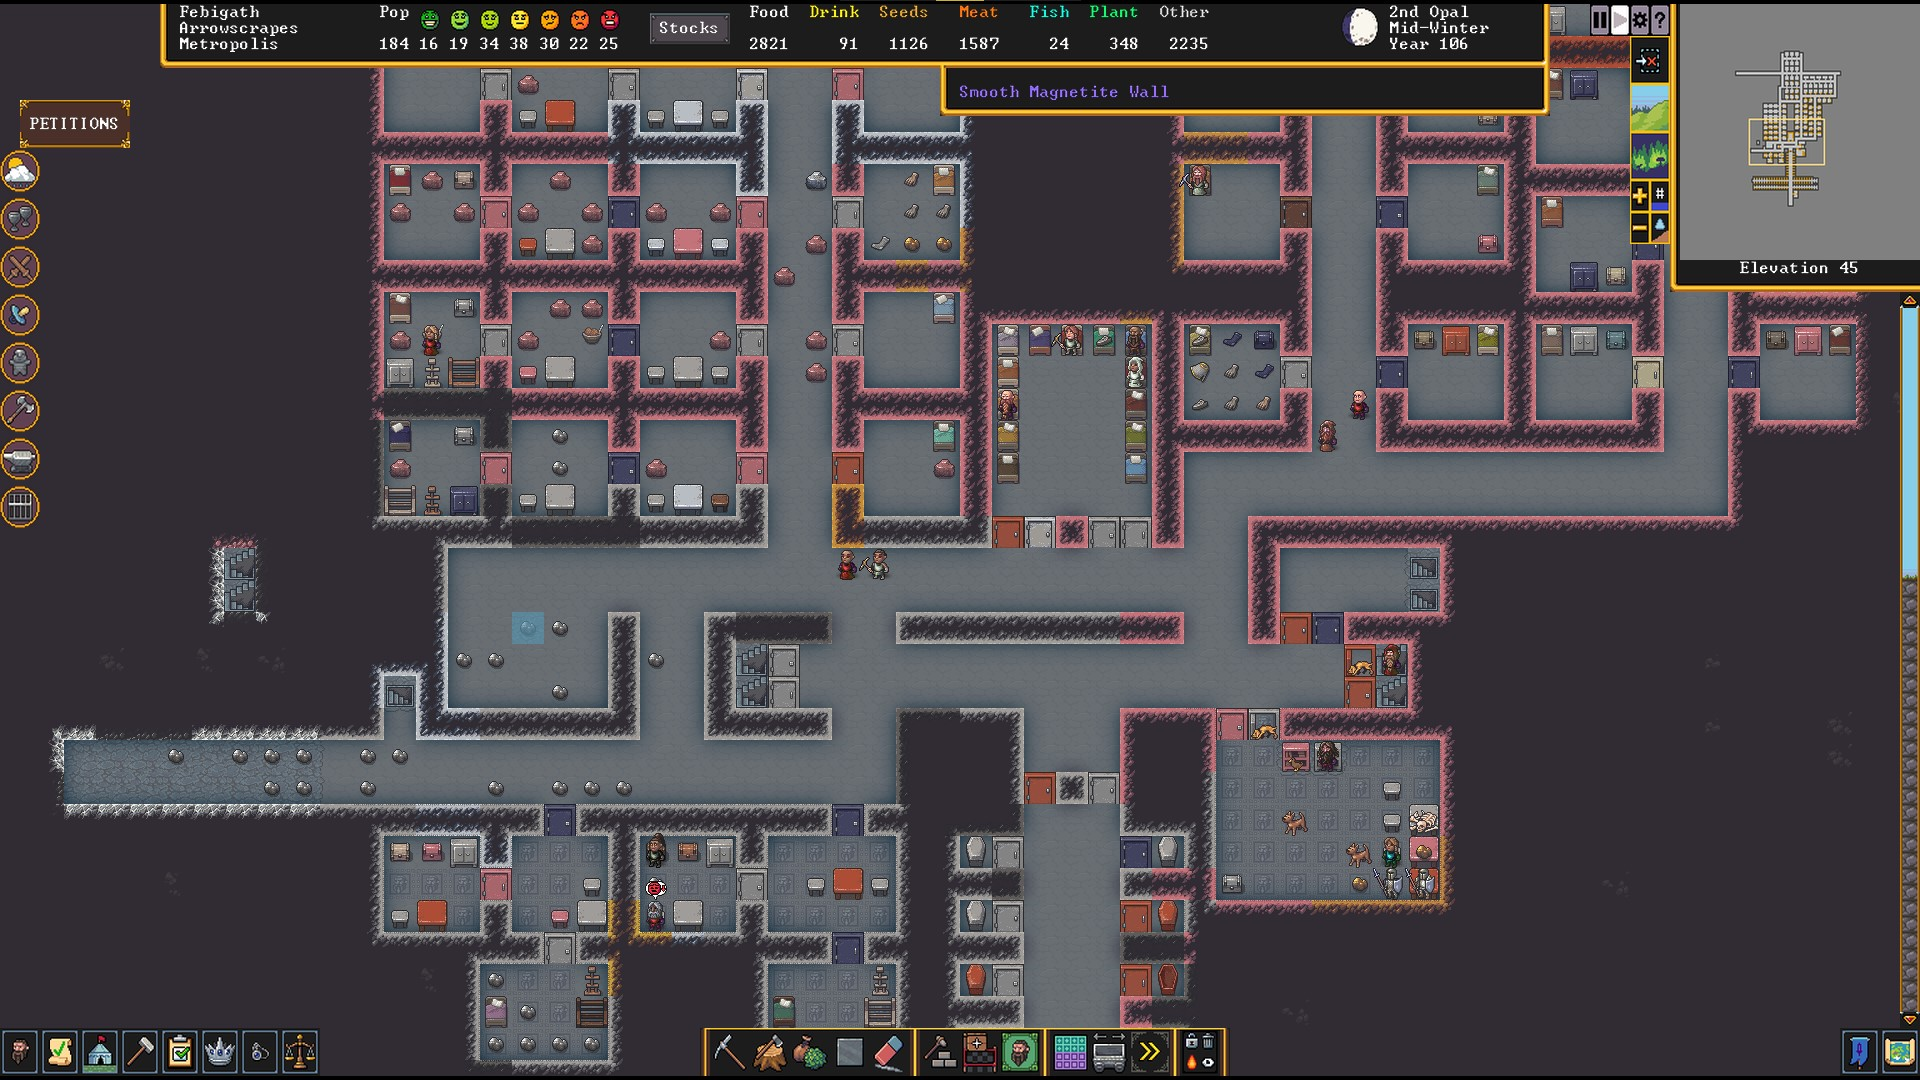 Febigath
Arrowscrapes
Metropolis
Pop
184 16 19 34 38 30 22 25
Stocks
Food Drink Seeds Meat Fish Plant Other
2821 91 1126 1587 24 348 2235
2nd Opal
Mid-Winter
Year 106
?
Smooth Magnetite Wall
PETITIONS
#
Elevation 45